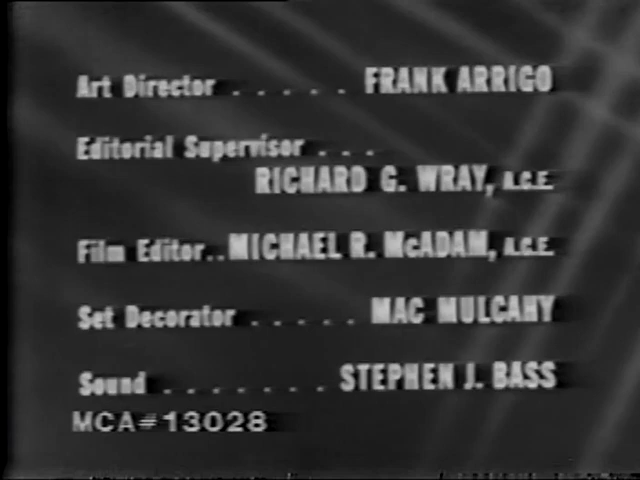 Art Director . . . . . FRANK ARRIGO
Editorial Supervisor . . .
RICHARD G. WRAY, A.C.E.
Film Editor.. MICHAEL R. McADAM, A.C.E.
Set Decorator . . . . . MAC MULCAHY
Sound . . . . . . . STEPHEN J. BASS
MCA#13028